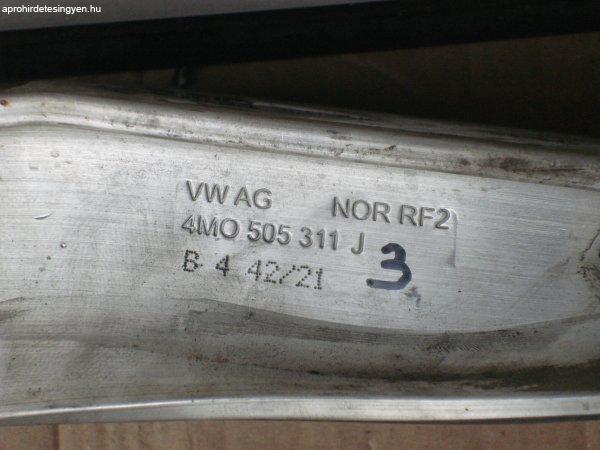 aprohirdetesingyen.hu
VW AG NOR RF2
4M0 505 311 J
B 4 42/21 3